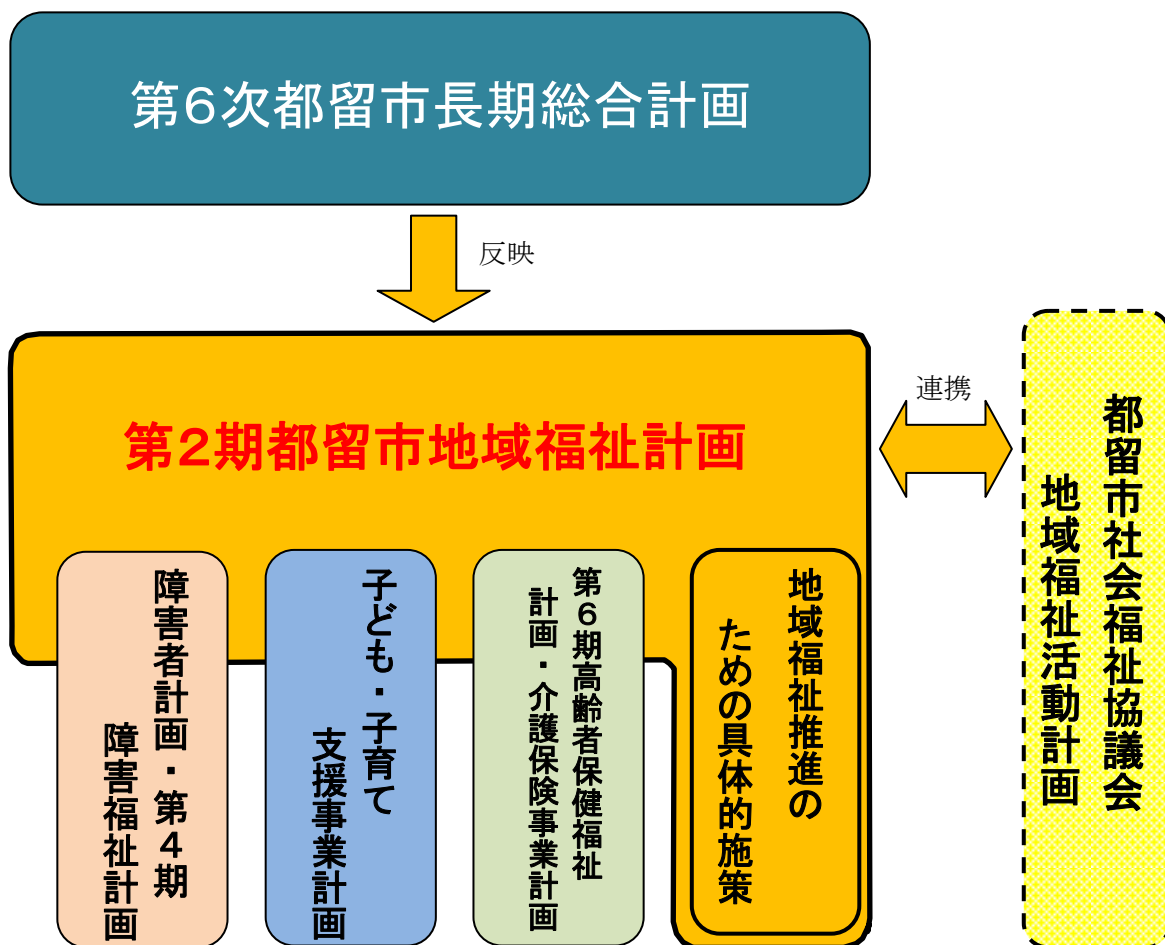 第6次都留市長期総合計画
反映
連携
第2期都留市地域福祉計画
障害者計画・第4期
障害福祉計画
子ども・子育て
支援事業計画
第6期高齢者保健福祉
計画・介護保険事業計画
地域福祉推進の
ための具体的施策
都留市社会福祉協議会
地域福祉活動計画